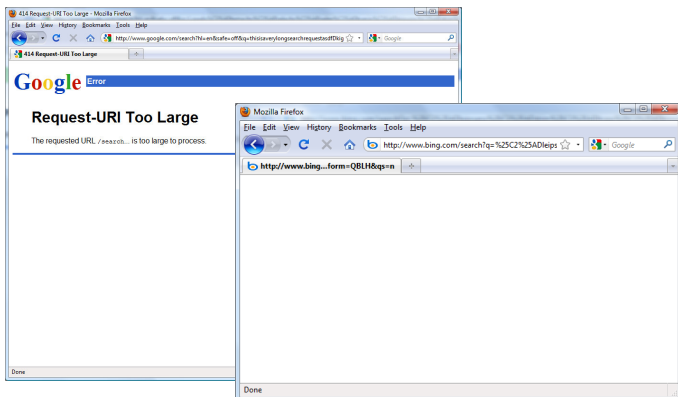 414 Request-URI Too Large - Mozilla Firefox
File Edit View History Bookmarks Tools Help
http://www.google.com/search?hl=en&safe=off&q=thisisaverylongsearchrequestasdflkig
Google
414 Request-URI Too Large
Google Error
Request-URI Too Large
The requested URL /search... is too large to process.
Done
Mozilla Firefox
File Edit View History Bookmarks Tools Help
http://www.bing.com/search?q=%25C2%25ADleips
Google
http://www.bing...form=QBLH&qs=n
Done